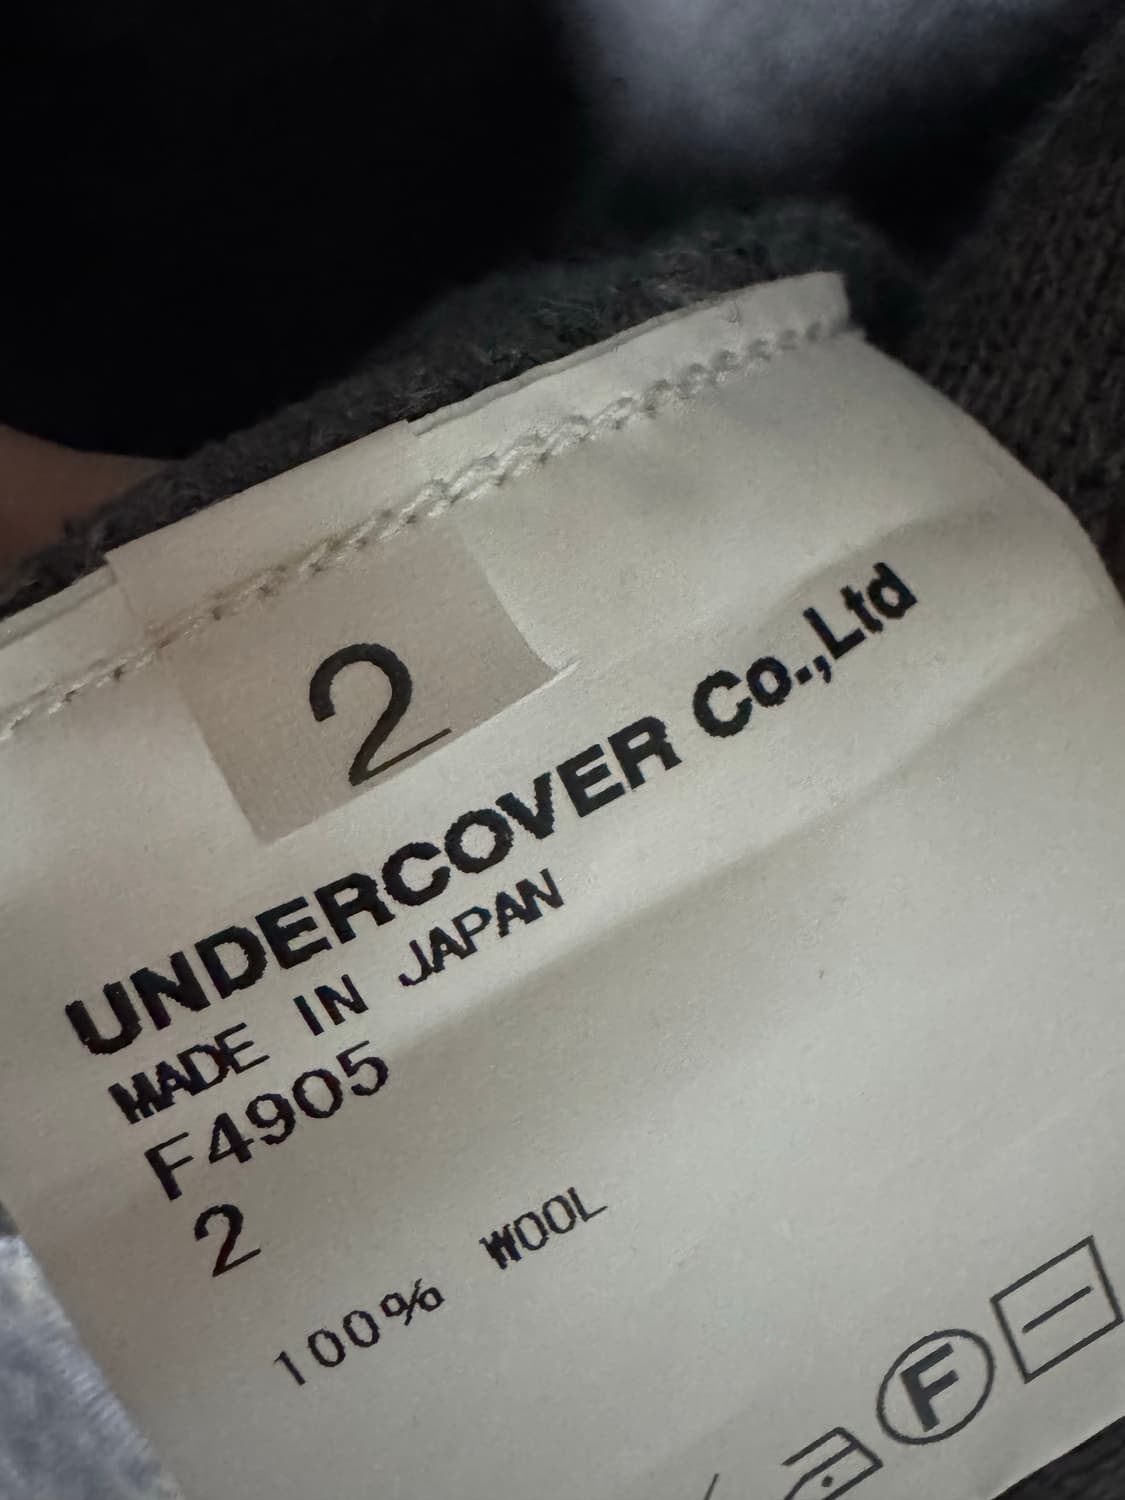 2
UNDERCOVER Co.,Ltd
MADE IN JAPAN
F4905
2
100% WOOL
F